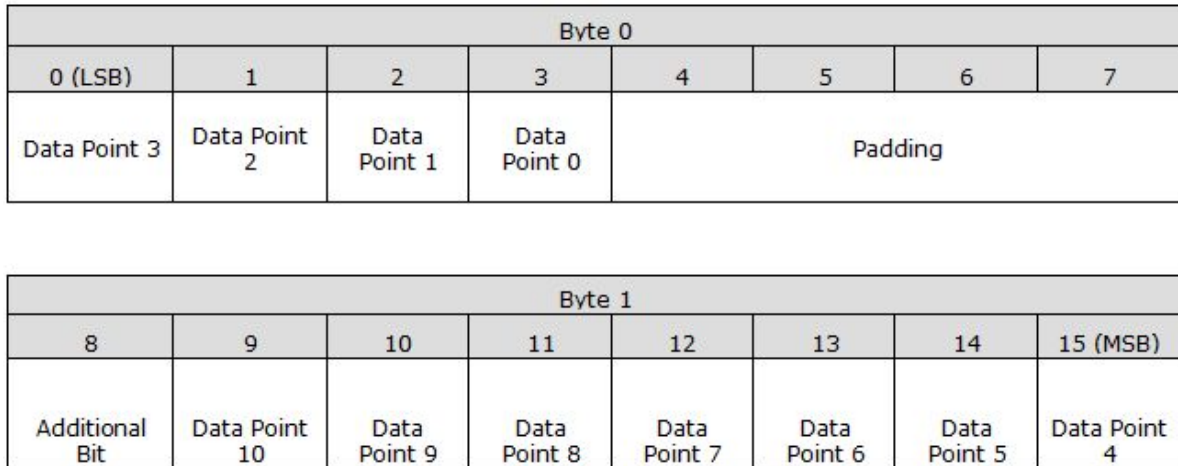 Byte 0
0 (LSB) 1 2 3 4 5 6 7
Data Point 3 Data Point 2 Data Point 1 Data Point 0 Padding
Byte 1
8 9 10 11 12 13 14 15 (MSB)
Additional Bit Data Point 10 Data Point 9 Data Point 8 Data Point 7 Data Point 6 Data Point 5 Data Point 4